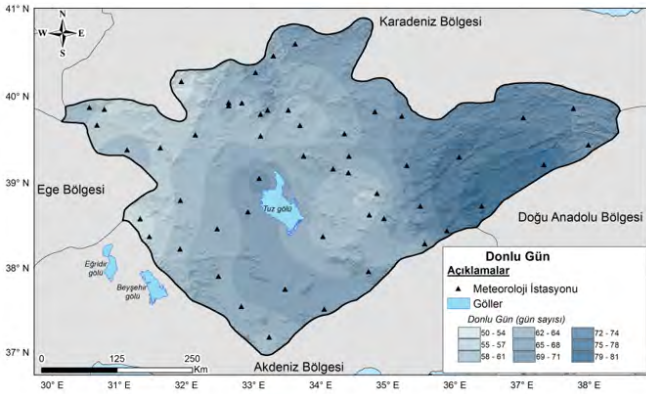 41° N
40° N
39° N
38° N
37° N
N
W E
S
Karadeniz Bölgesi
Ege Bölgesi
Tuz gölü
Doğu Anadolu Bölgesi
Eğridir
gölü
Beyşehir
gölü
Akdeniz Bölgesi
Donlu Gün
Açıklamalar
Meteoroloji İstasyonu
Göller
Donlu Gün (gün sayısı)
50 - 54 62 - 64 72 - 74
55 - 57 65 - 68 75 - 78
58 - 61 69 - 71 79 - 81
0 125 250
Km
30° E 31° E 32° E 33° E 34° E 35° E 36° E 37° E 38° E